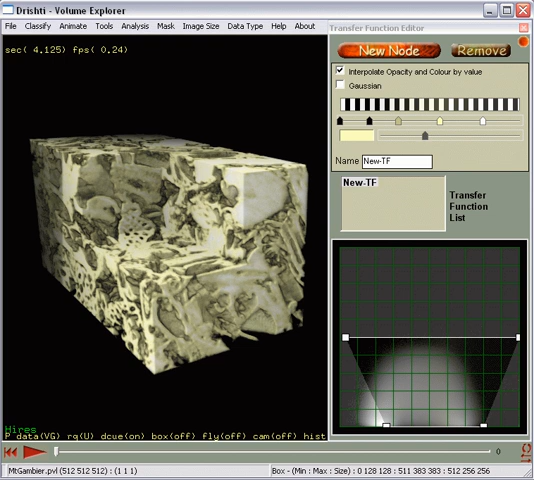 Drishti - Volume Explorer
File Classify Animate Tools Analysis Mask Image Size Data Type Help About
Transfer Function Editor
sec( 4.125) fps( 0.24)
New Node Remove
Interpolate Opacity and Colour by value
Gaussian
Name New-TF
New-TF
Transfer
Function
List
Hires
P data(VG) rq(U) dcue(on) box(off) fly(off) cam(off) hist
0
MtGambier.pvl (512 512 512) : (1 1 1)
Box - (Min : Max : Size) : 0 128 128 : 511 383 383 : 512 256 256